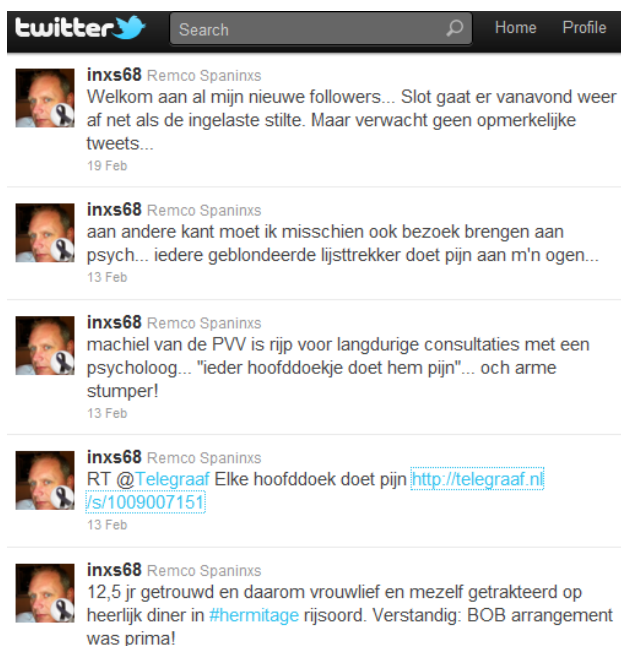 twitter
Search
Home
Profile
inxs68 Remco Spaninxs
Welkom aan al mijn nieuwe followers... Slot gaat er vanavond weer
af net als de ingelaste stilte. Maar verwacht geen opmerkelijke
tweets...
19 Feb
inxs68 Remco Spaninxs
aan andere kant moet ik misschien ook bezoek brengen aan
psych... iedere geblondeerde lijsttrekker doet pijn aan m'n ogen...
13 Feb
inxs68 Remco Spaninxs
machiel van de PVV is rijp voor langdurige consultaties met een
psycholoog... "ieder hoofddoekje doet hem pijn"... och arme
stumper!
13 Feb
inxs68 Remco Spaninxs
RT @Telegraaf Elke hoofddoek doet pijn http://telegraaf.nl
/s/1009007151
13 Feb
inxs68 Remco Spaninxs
12,5 jr getrouwd en daarom vrouwlief en mezelf getrakteerd op
heerlijk diner in #hermitage rijsoord. Verstandig: BOB arrangement
was prima!